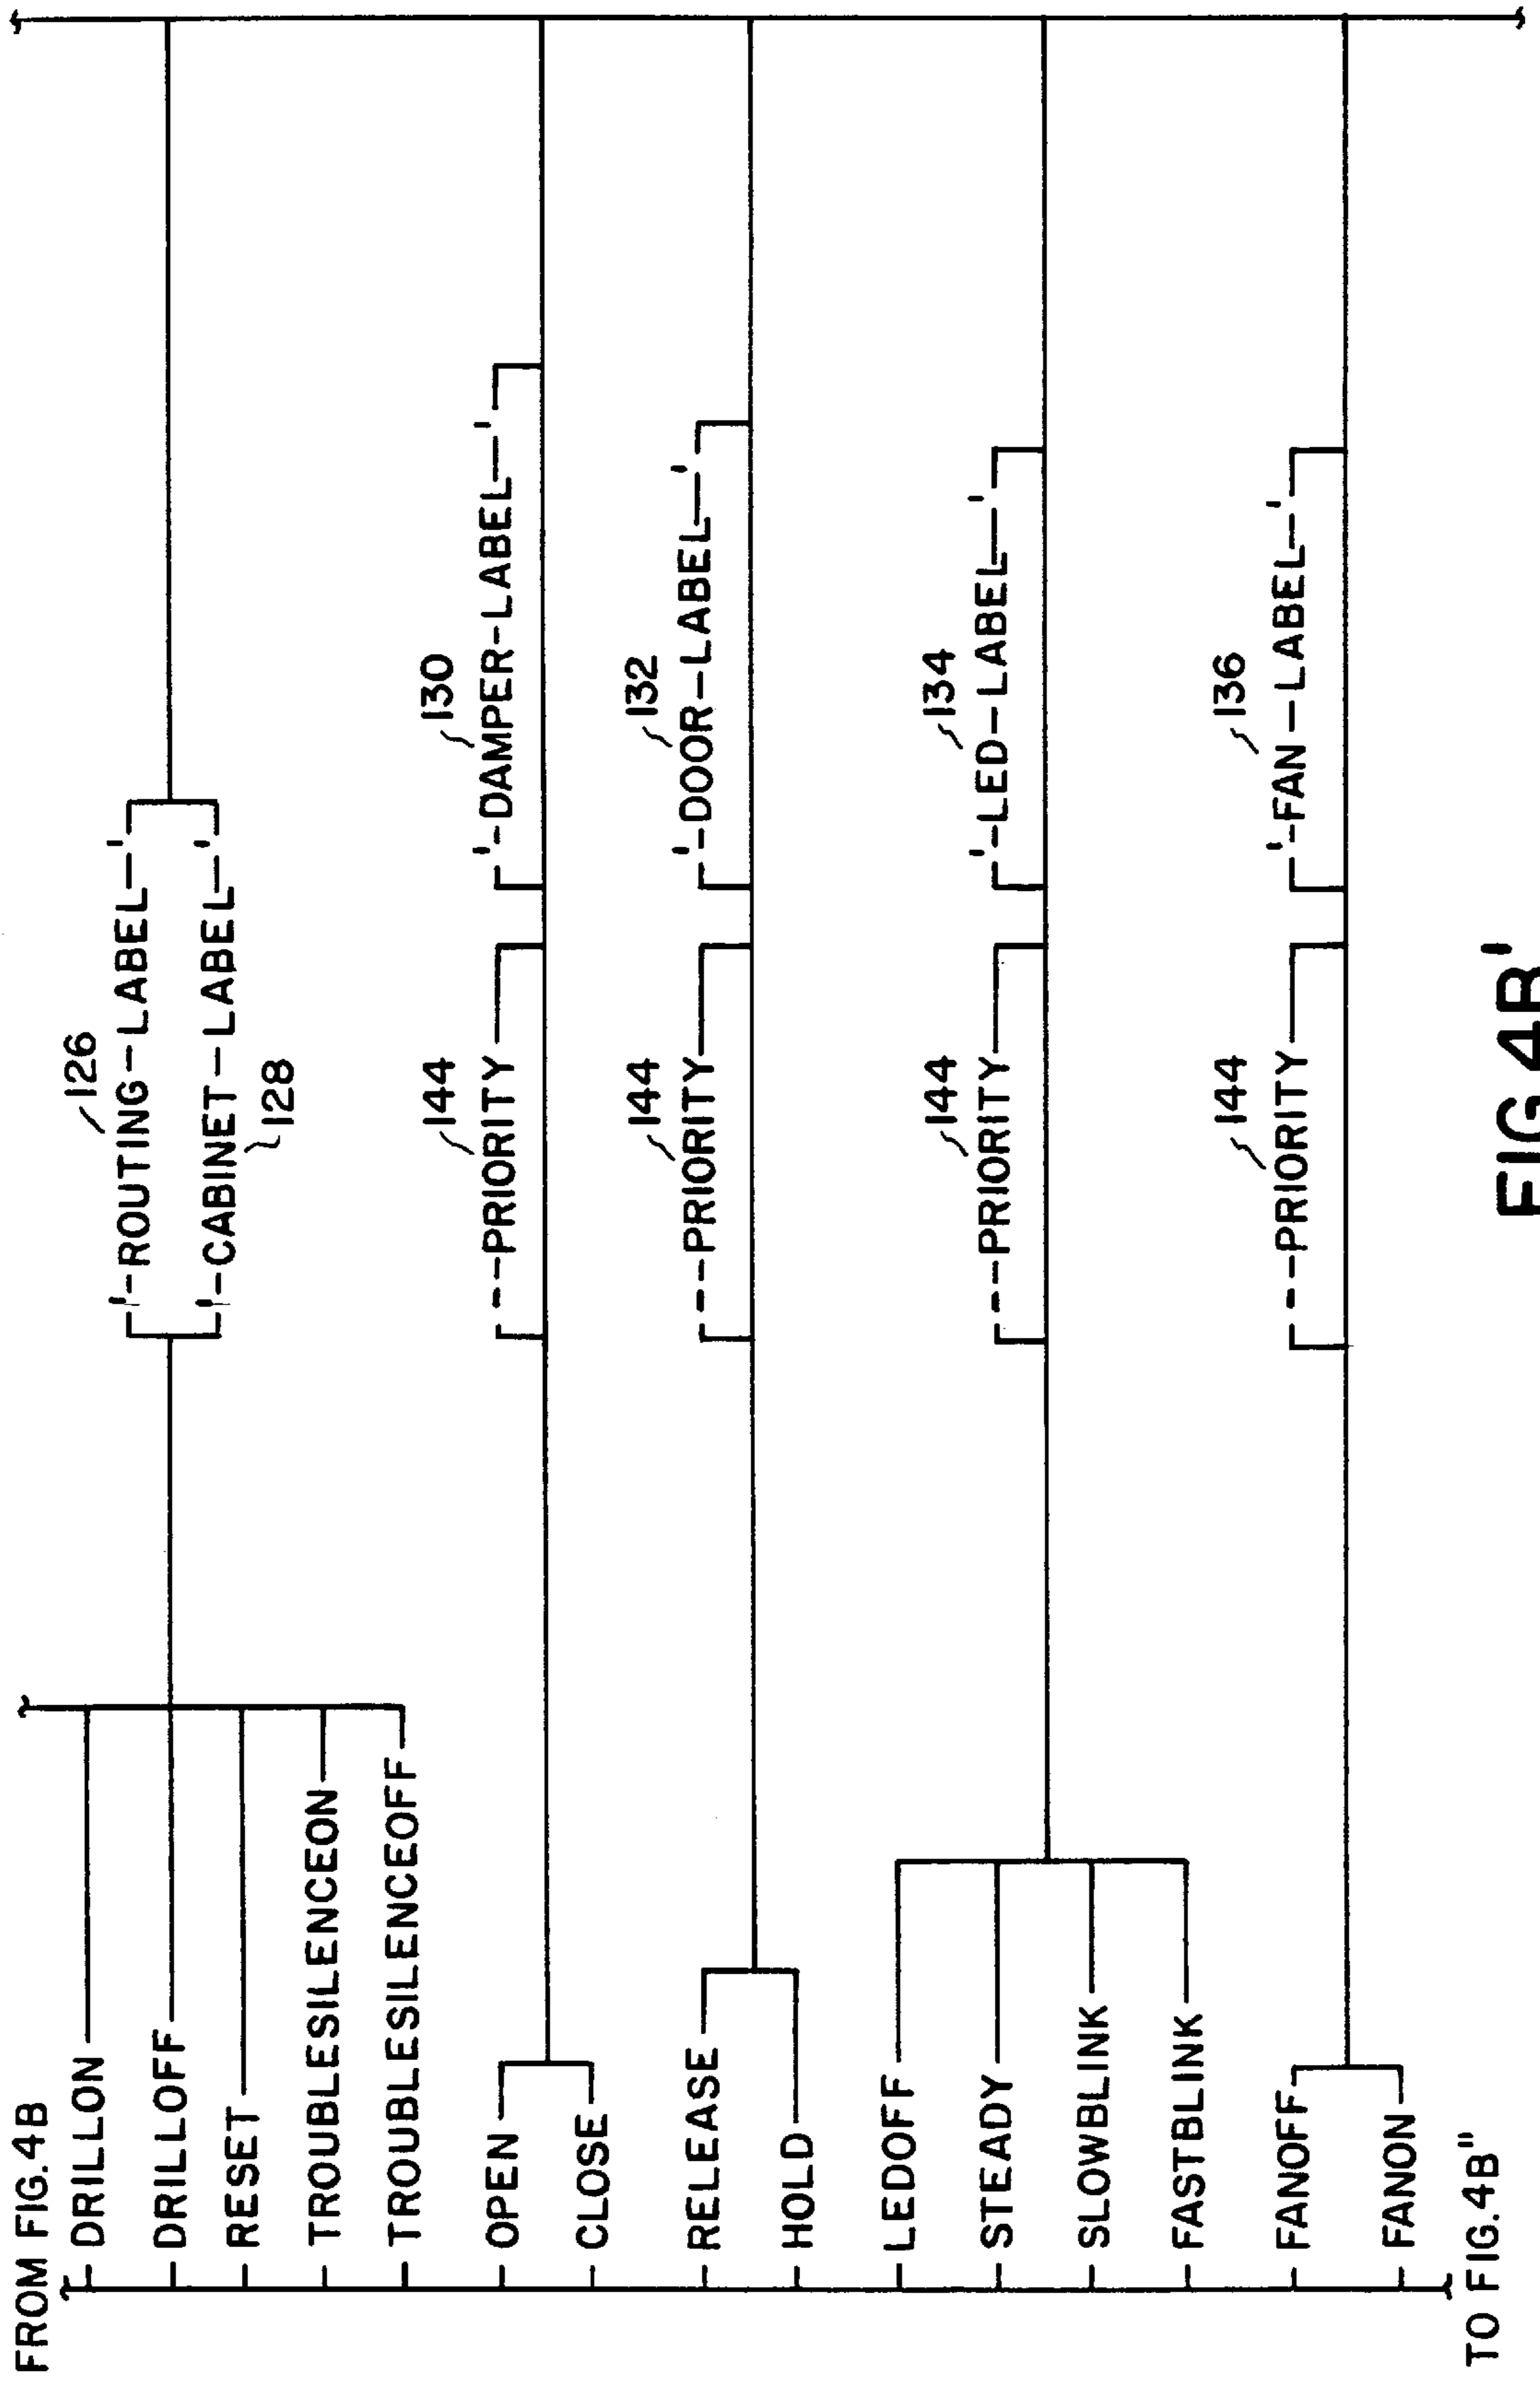 FROM FIG. 4B
DRILLON
DRILLOFF
RESET
TROUBLESILENCEON
TROUBLESILENCEOFF
126
'-ROUTING-LABEL-'
'-CABINET-LABEL-'
128
OPEN
CLOSE
144
--PRIORITY
130
'-DAMPER-LABEL-'
RELEASE
HOLD
144
--PRIORITY
132
'-DOOR-LABEL-'
LEDOFF
STEADY
SLOWBLINK
FASTBLINK
144
--PRIORITY
134
'-LED-LABEL-'
FANOFF
FANON
144
--PRIORITY
136
'-FAN-LABEL-'
TO FIG. 4B"
FIG. 4B'